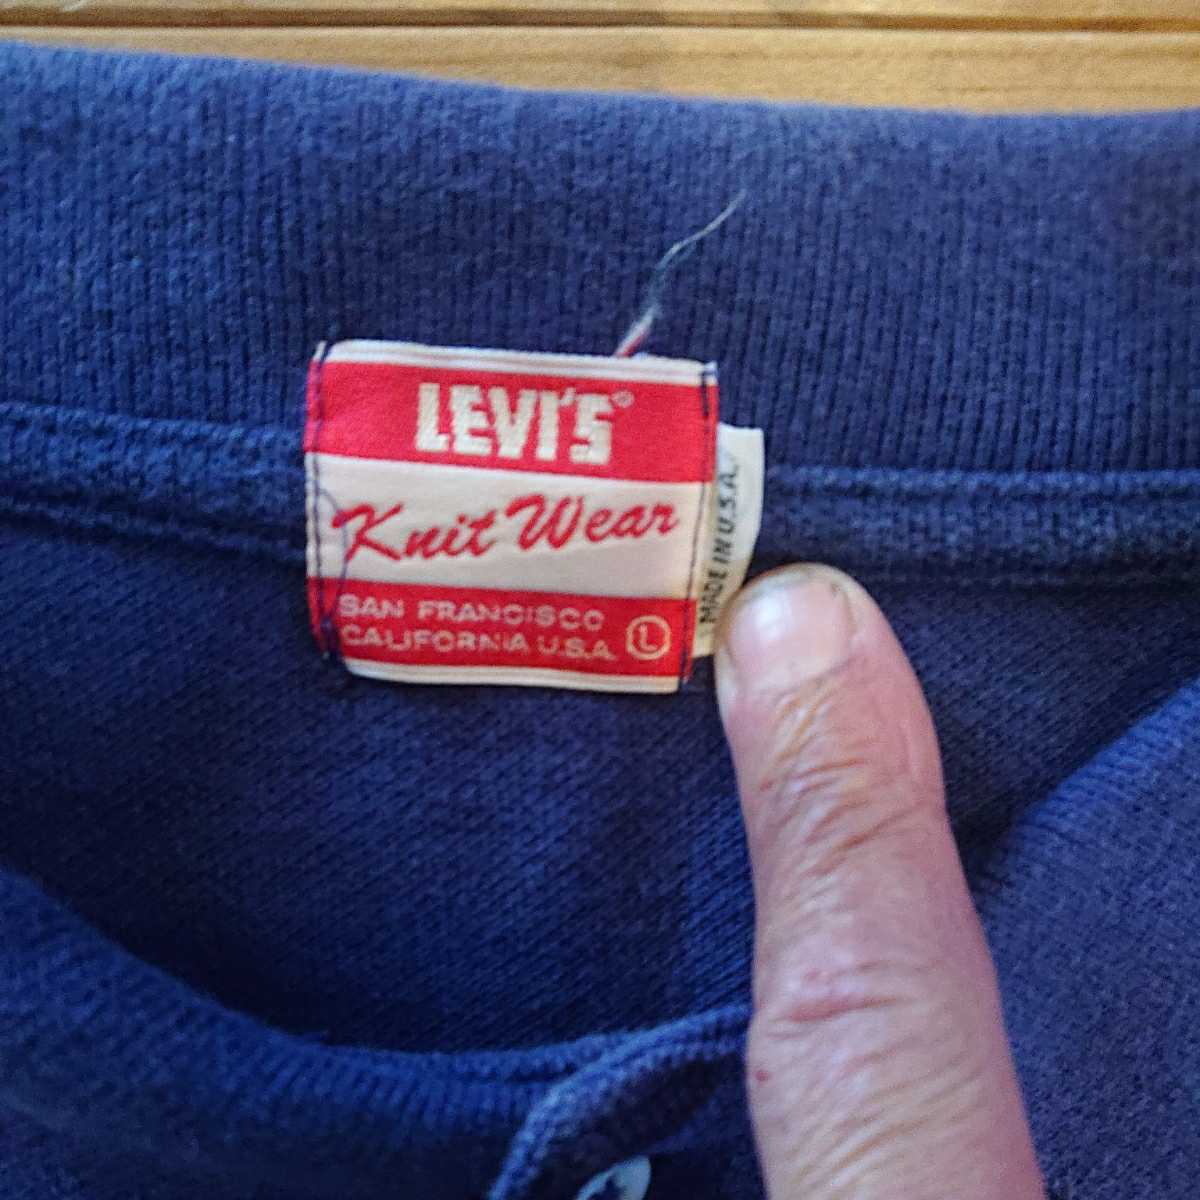 LEVI'S®
Knit Wear
SAN FRANCISCO
CALIFORNIA U.S.A.
L
MADE IN U.S.A.